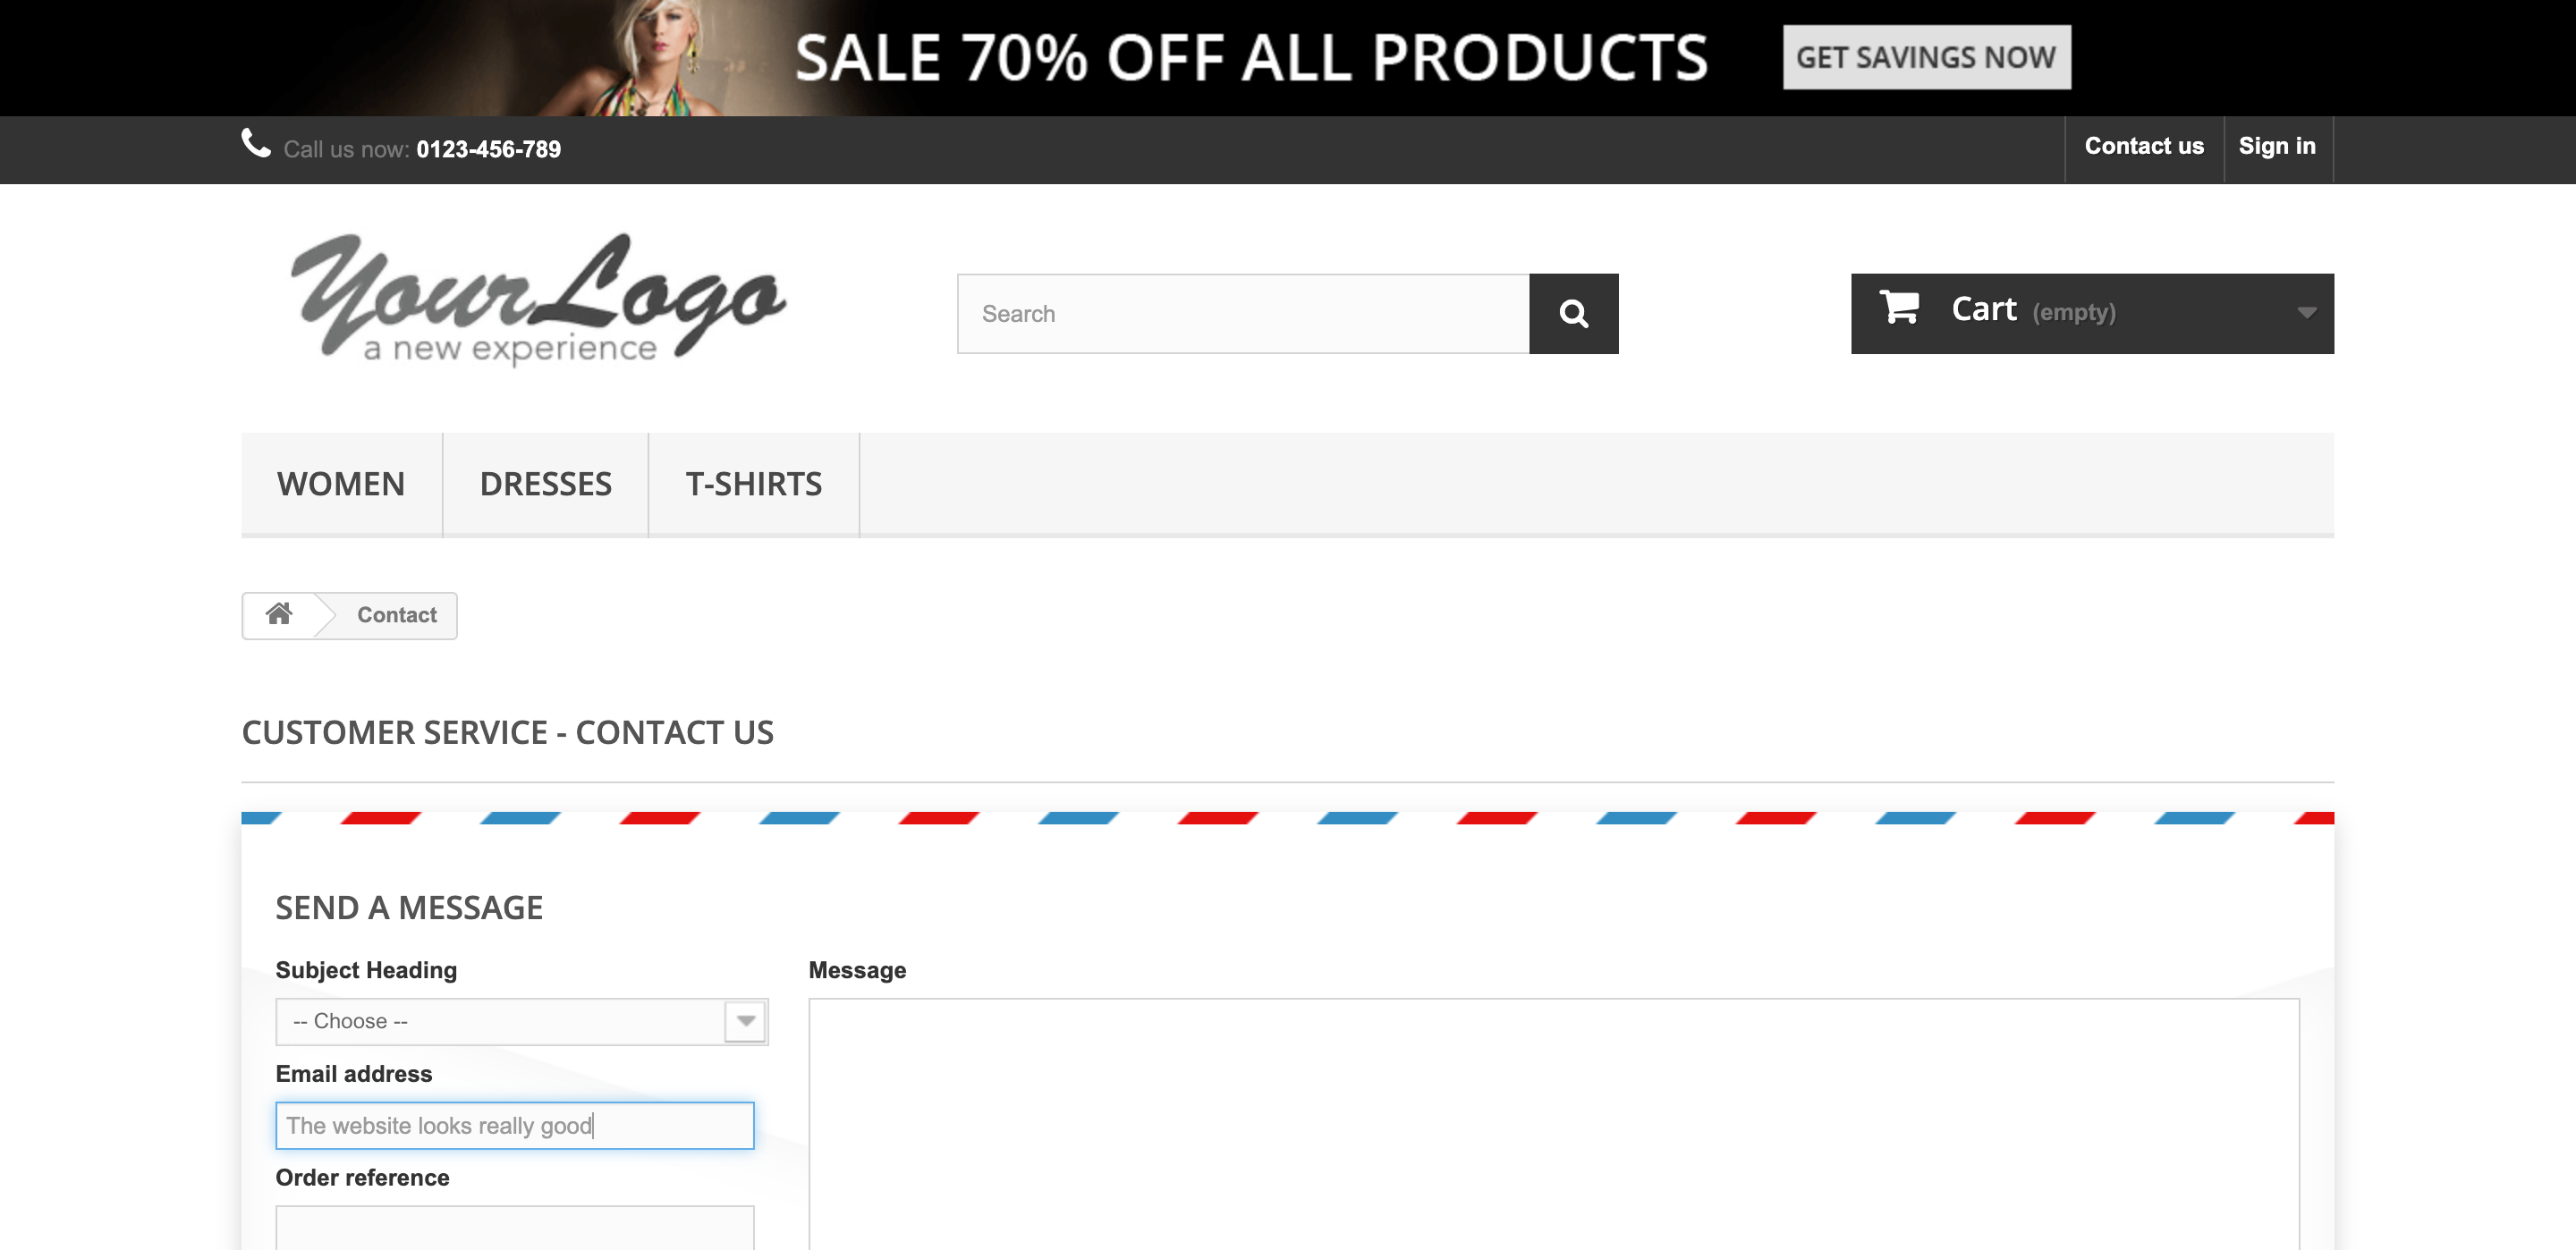 SALE 70% OFF ALL PRODUCTS GET SAVINGS NOW
Call us now: 0123-456-789
Contact us Sign in
YourLogo
a new experience
Search
Cart (empty)
WOMEN DRESSES T-SHIRTS
Contact
CUSTOMER SERVICE - CONTACT US
SEND A MESSAGE
Subject Heading
-- Choose --
Email address
The website looks really good
Order reference
Message